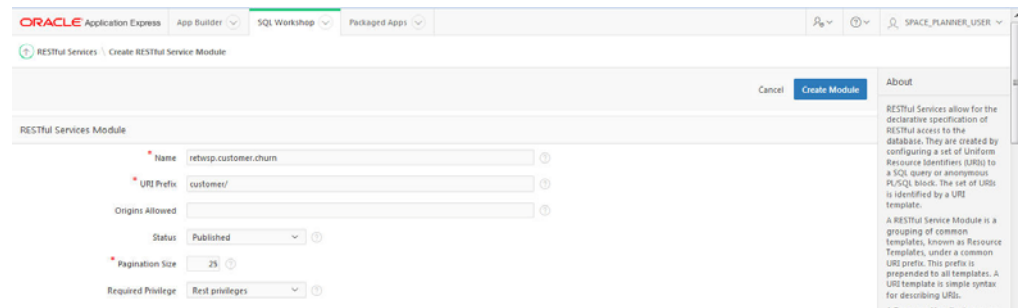 ORACLE Application Express App Builder SQL Workshop Packaged Apps SPACE_PLANNER_USER
RESTful Services \ Create RESTful Service Module
Cancel Create Module
RESTful Services Module
* Name retwsp.customer.churn
* URI Prefix customer/
Origins Allowed
Status Published
* Pagination Size 25
Required Privilege Rest privileges
About
RESTful Services allow for the
declarative specification of
RESTful access to the
database. They are created by
configuring a set of Uniform
Resource Identifiers (URIs) to
a SQL query or anonymous
PL/SQL block. The set of URIs
is identified by a URI
template.
A RESTful Service Module is a
grouping of common
templates, known as Resource
Templates, under a common
URI prefix. This prefix is
prepended to all templates. A
URI template is simple syntax
for describing URIs.